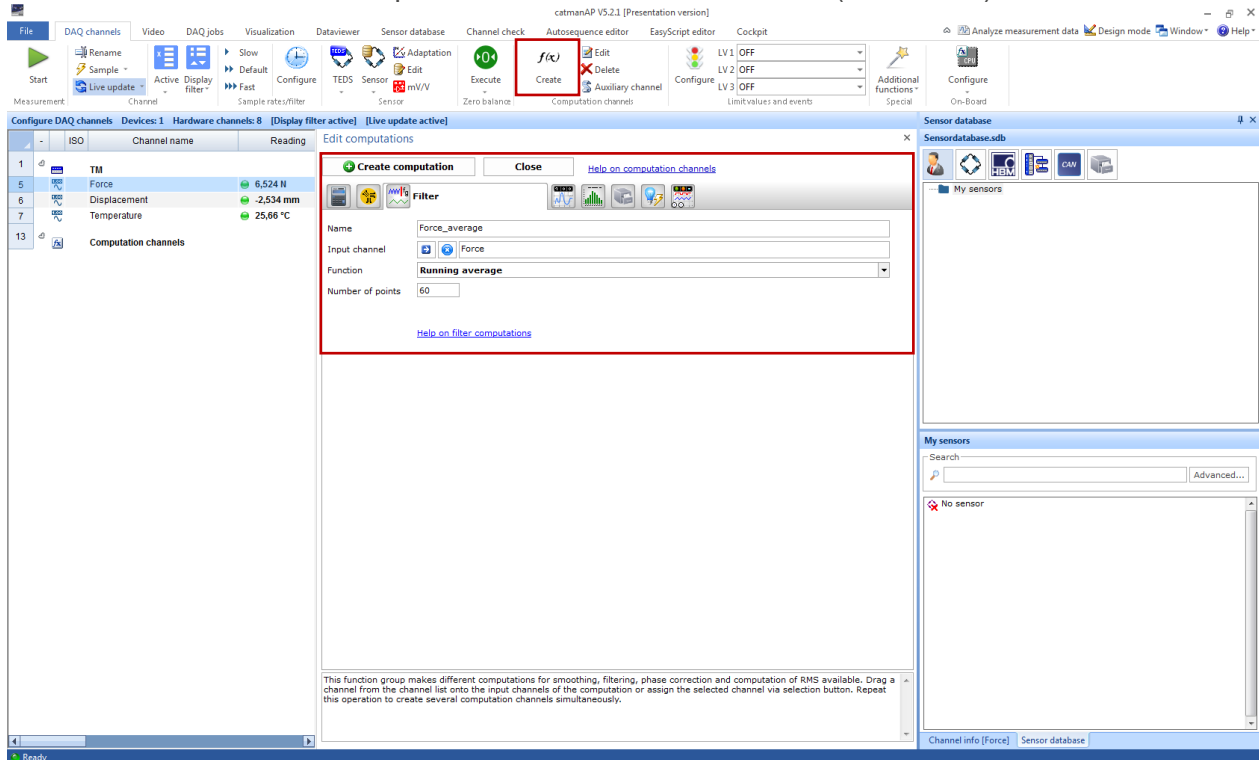 catmanAP V5.2.1 [Presentation version]
File DAQ channels Video DAQ jobs Visualization Dataviewer Sensor database Channel check Autosequence editor EasyScript editor Cockpit Analyze measurement data Design mode Window Help
Rename Slow Adaptation Edit LV 1 OFF
Sample Default Edit Delete LV 2 OFF
Live update Fast mV/V Auxiliary channel LV 3 OFF
Start Active Display filter Configure TEDS Sensor Execute Create Configure Additional functions Configure
Measurement Channel Sample rates/filter Sensor Zero balance Computation channels Limit values and events Special On-Board
Configure DAQ channels Devices: 1 Hardware channels: 8 [Display filter active] [Live update active]
Sensor database
- ISO Channel name Reading
Edit computations
Sensordatabase.sdb
1 TM
5 Force 6,524 N
6 Displacement -2,534 mm
7 Temperature 25,66 °C
13 Computation channels
Create computation Close Help on computation channels
Filter
Name Force_average
Input channel Force
Function Running average
Number of points 60
Help on filter computations
This function group makes different computations for smoothing, filtering, phase correction and computation of RMS available. Drag a
channel from the channel list onto the input channels of the computation or assign the selected channel via selection button. Repeat
this operation to create several computation channels simultaneously.
HBM CAN
My sensors
My sensors
Search
Advanced...
No sensor
Channel info [Force] Sensor database
Ready